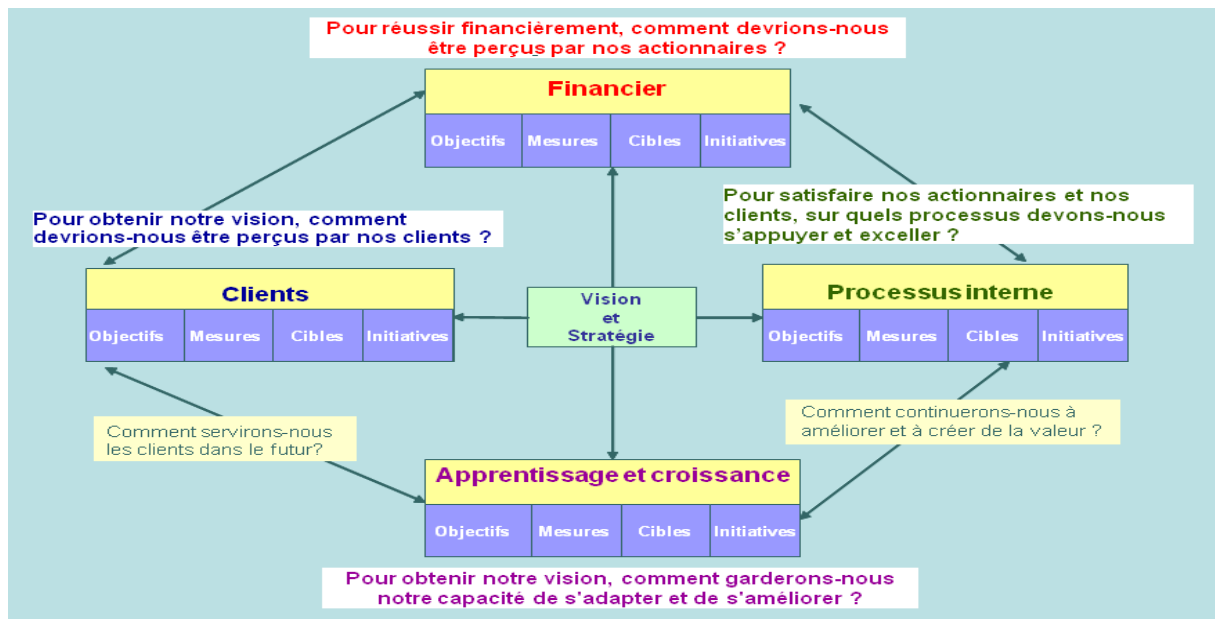 Pour réussir financièrement, comment devrions-nous
être perçus par nos actionnaires ?
Financier
Objectifs Mesures Cibles Initiatives
Pour obtenir notre vision, comment
devrions-nous être perçus par nos clients ?
Pour satisfaire nos actionnaires et nos
clients, sur quels processus devons-nous
s'appuyer et exceller ?
Clients
Objectifs Mesures Cibles Initiatives
Vision
et
Stratégie
Processus interne
Objectifs Mesures Cibles Initiatives
Comment servirons-nous
les clients dans le futur?
Comment continuerons-nous à
améliorer et à créer de la valeur ?
Apprentissage et croissance
Objectifs Mesures Cibles Initiatives
Pour obtenir notre vision, comment garderons-nous
notre capacité de s'adapter et de s'améliorer ?